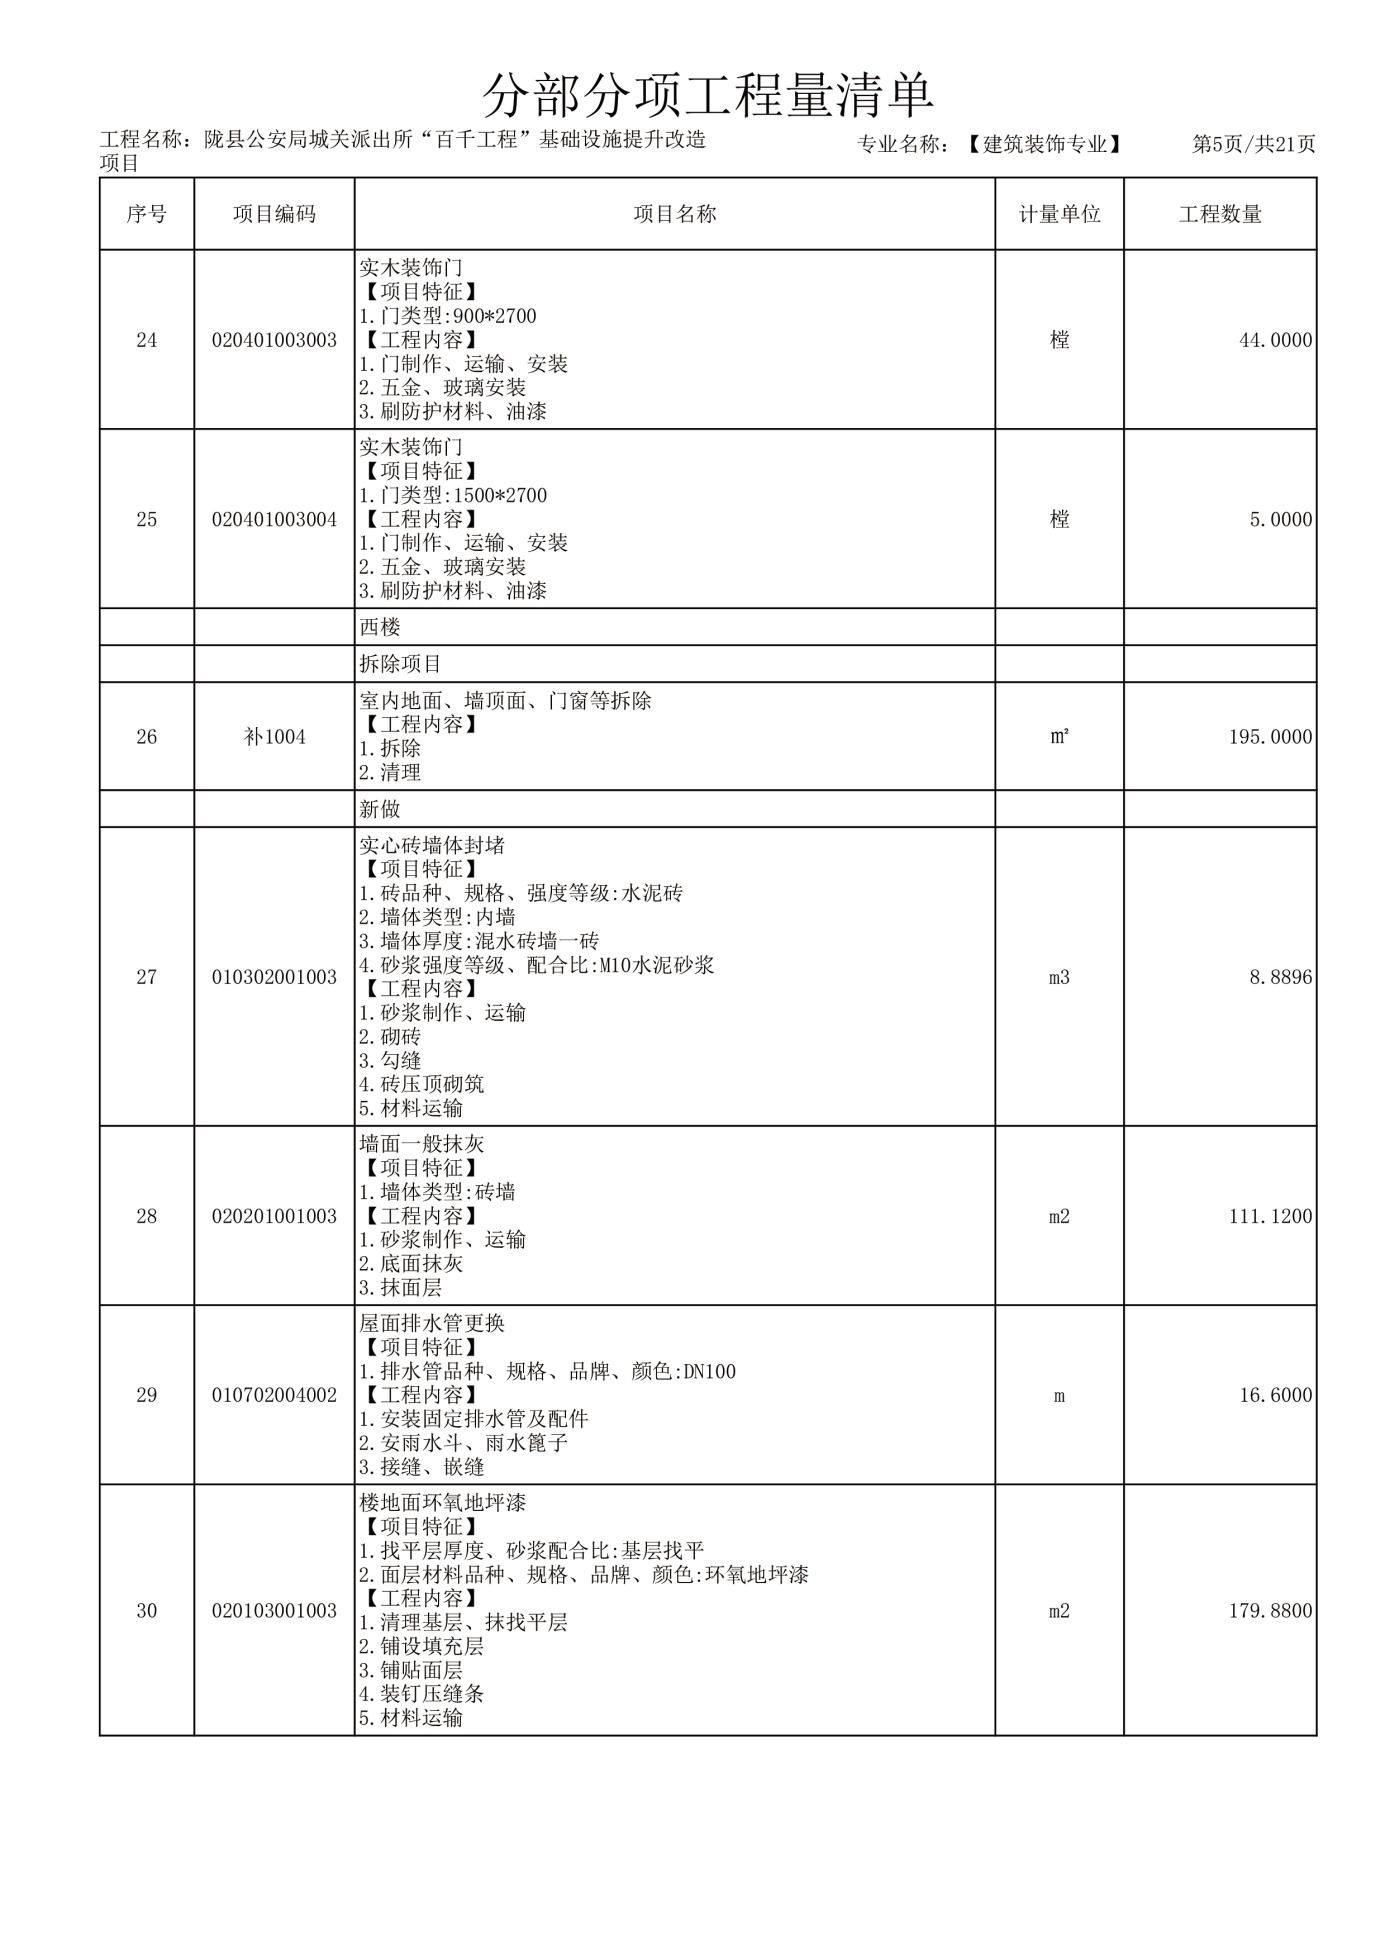 分部分项工程量清单
工程名称：陇县公安局城关派出所“百千工程”基础设施提升改造
项目
专业名称：【建筑装饰专业】
第5页/共21页
序号 项目编码 项目名称 计量单位 工程数量
24 020401003003 樘 44.0000
实木装饰门
【项目特征】
1.门类型:900*2700
【工程内容】
1.门制作、运输、安装
2.五金、玻璃安装
3.刷防护材料、油漆
25 020401003004 樘 5.0000
实木装饰门
【项目特征】
1.门类型:1500*2700
【工程内容】
1.门制作、运输、安装
2.五金、玻璃安装
3.刷防护材料、油漆
西楼
拆除项目
26 补1004 m² 195.0000
室内地面、墙顶面、门窗等拆除
【工程内容】
1.拆除
2.清理
新做
27 010302001003 m3 8.8896
实心砖墙体封堵
【项目特征】
1.砖品种、规格、强度等级:水泥砖
2.墙体类型:内墙
3.墙体厚度:混水砖墙一砖
4.砂浆强度等级、配合比:M10水泥砂浆
【工程内容】
1.砂浆制作、运输
2.砌砖
3.勾缝
4.砖压顶砌筑
5.材料运输
28 020201001003 m2 111.1200
墙面一般抹灰
【项目特征】
1.墙体类型:砖墙
【工程内容】
1.砂浆制作、运输
2.底面抹灰
3.抹面层
29 010702004002 m 16.6000
屋面排水管更换
【项目特征】
1.排水管品种、规格、品牌、颜色:DN100
【工程内容】
1.安装固定排水管及配件
2.安雨水斗、雨水篦子
3.接缝、嵌缝
30 020103001003 m2 179.8800
楼地面环氧地坪漆
【项目特征】
1.找平层厚度、砂浆配合比:基层找平
2.面层材料品种、规格、品牌、颜色:环氧地坪漆
【工程内容】
1.清理基层、抹找平层
2.铺设填充层
3.铺贴面层
4.装钉压缝条
5.材料运输